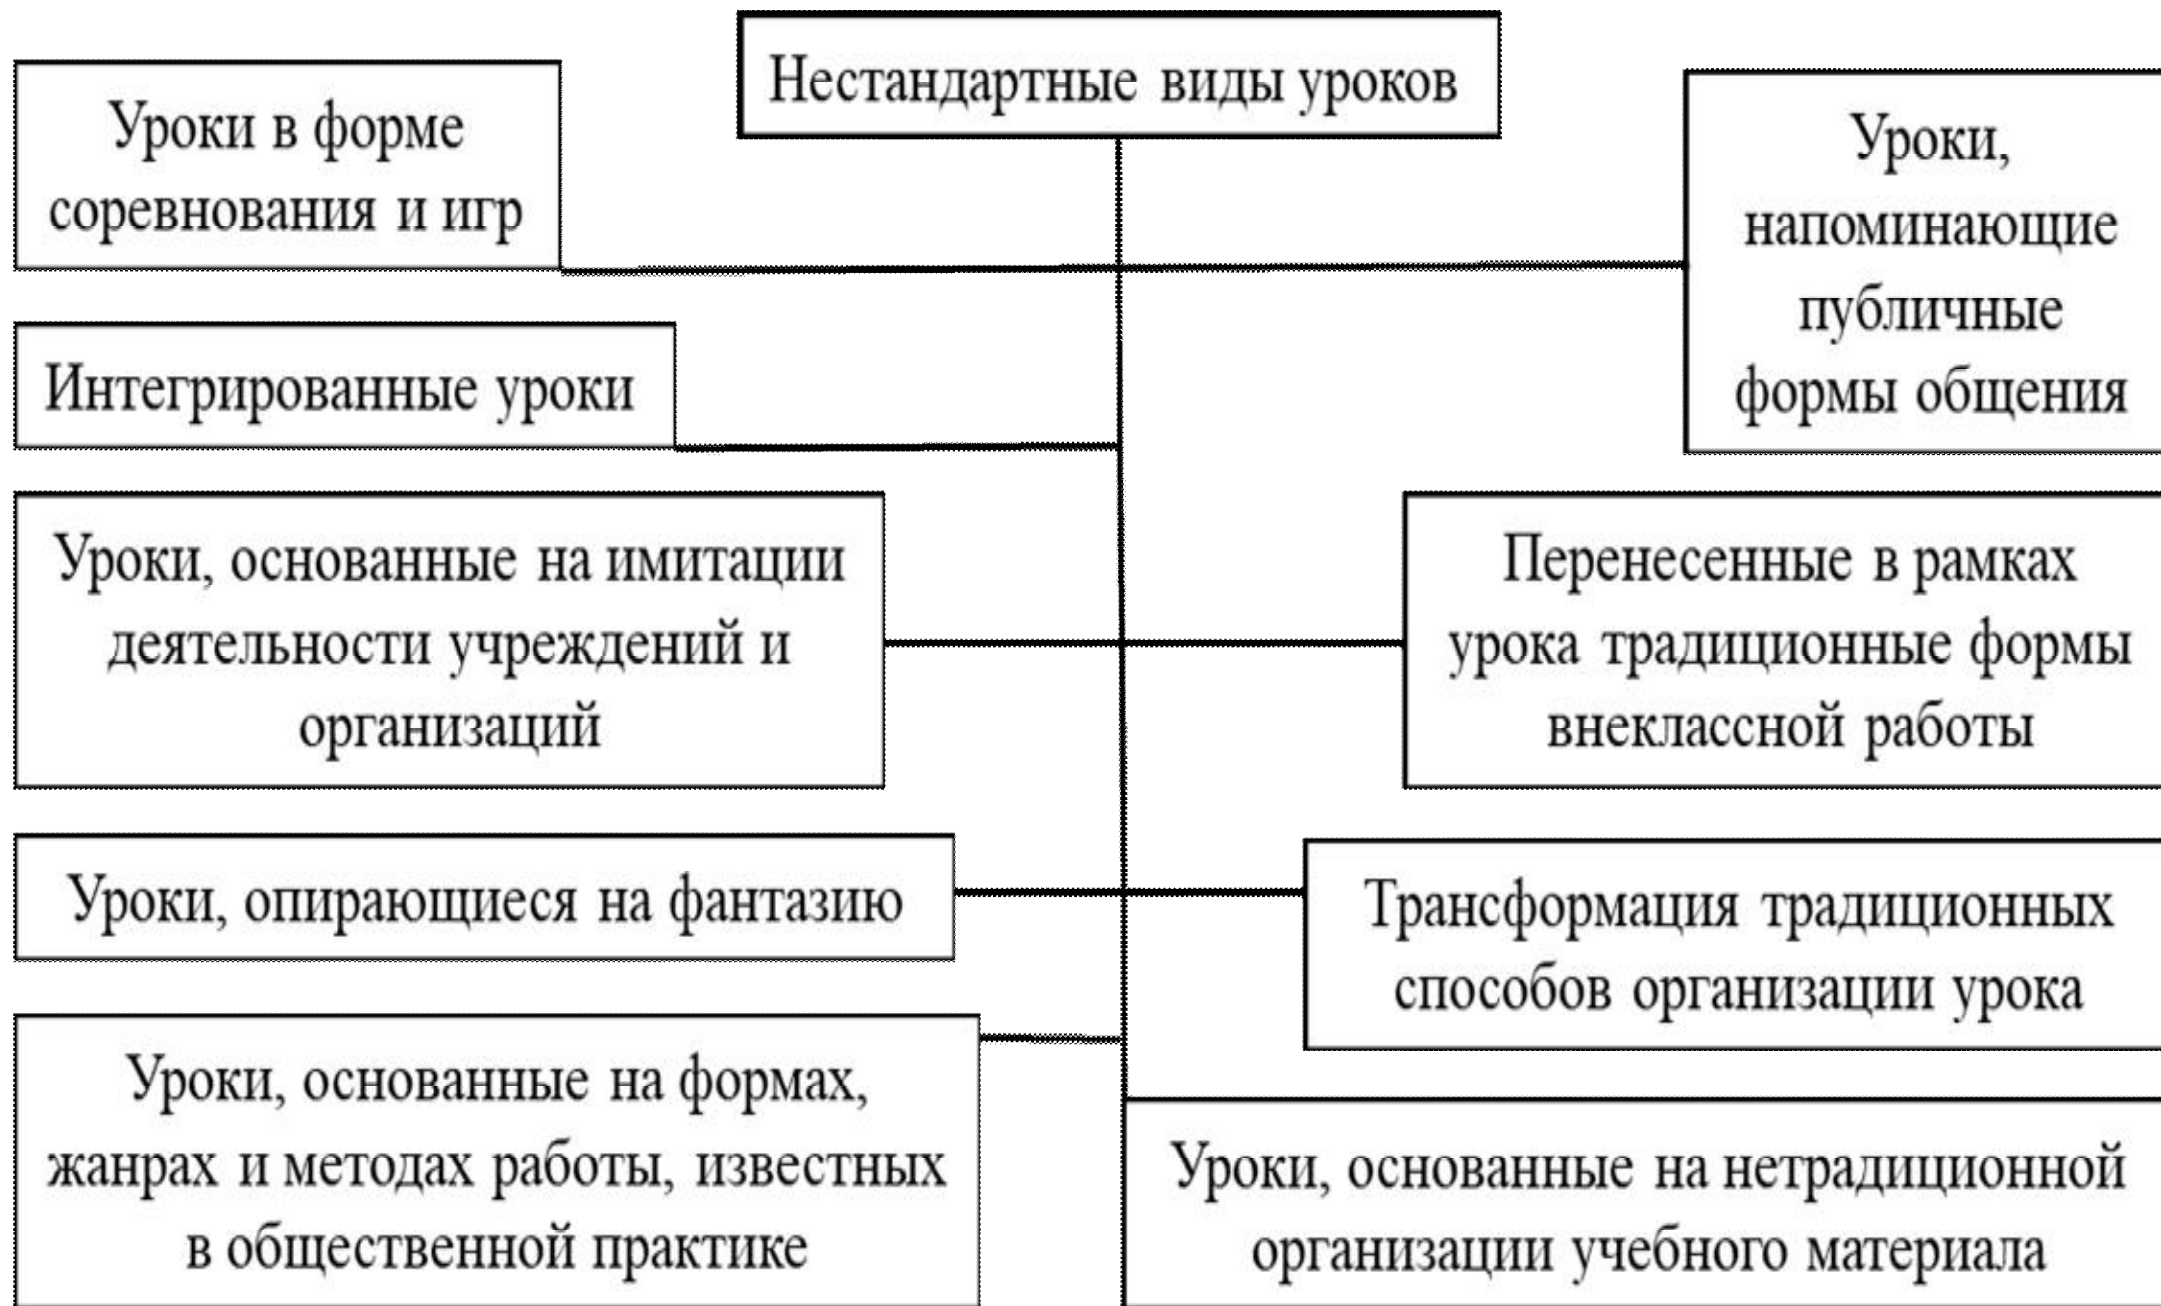 Нестандартные виды уроков
Уроки в форме
соревнования и игр
Уроки,
напоминающие
публичные
формы общения
Интегрированные уроки
Уроки, основанные на имитации
деятельности учреждений и
организаций
Перенесенные в рамках
урока традиционные формы
внеклассной работы
Уроки, опирающиеся на фантазию
Трансформация традиционных
способов организации урока
Уроки, основанные на формах,
жанрах и методах работы, известных
в общественной практике
Уроки, основанные на нетрадиционной
организации учебного материала